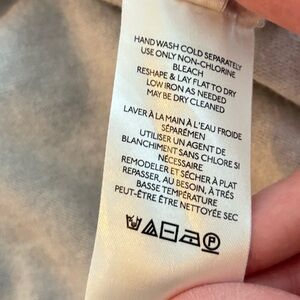 HAND WASH COLD SEPARATELY
USE ONLY NON-CHLORINE
BLEACH
RESHAPE & LAY FLAT TO DRY
LOW IRON AS NEEDED
MAY BE DRY CLEANED
LAVER À LA MAIN À L'EAU FROIDE
SÉPARÉMEN
UTILISER UN AGENT DE
BLANCHIMENT SANS CHLORE SI
NÉCESSAIRE
REMODELER ET SÉCHER À PLAT
REPASSER, AU BESOIN, À TRÉS
BASSE TEMPÉRATURE
PEUT-ÊTRE ÊTRE NETTOYÉE SEC
P